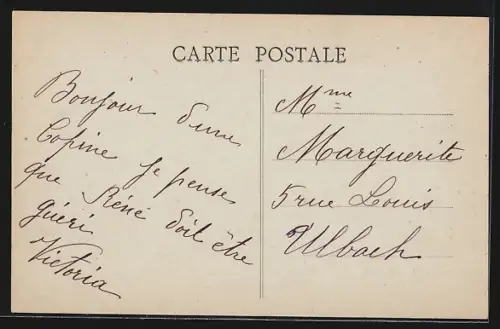 CARTE POSTALE
Bonjour d'une
Copine je pense
que René doit être
guéri
Victoria
Mme
Marguerite
5 rue Louis
Ulbach